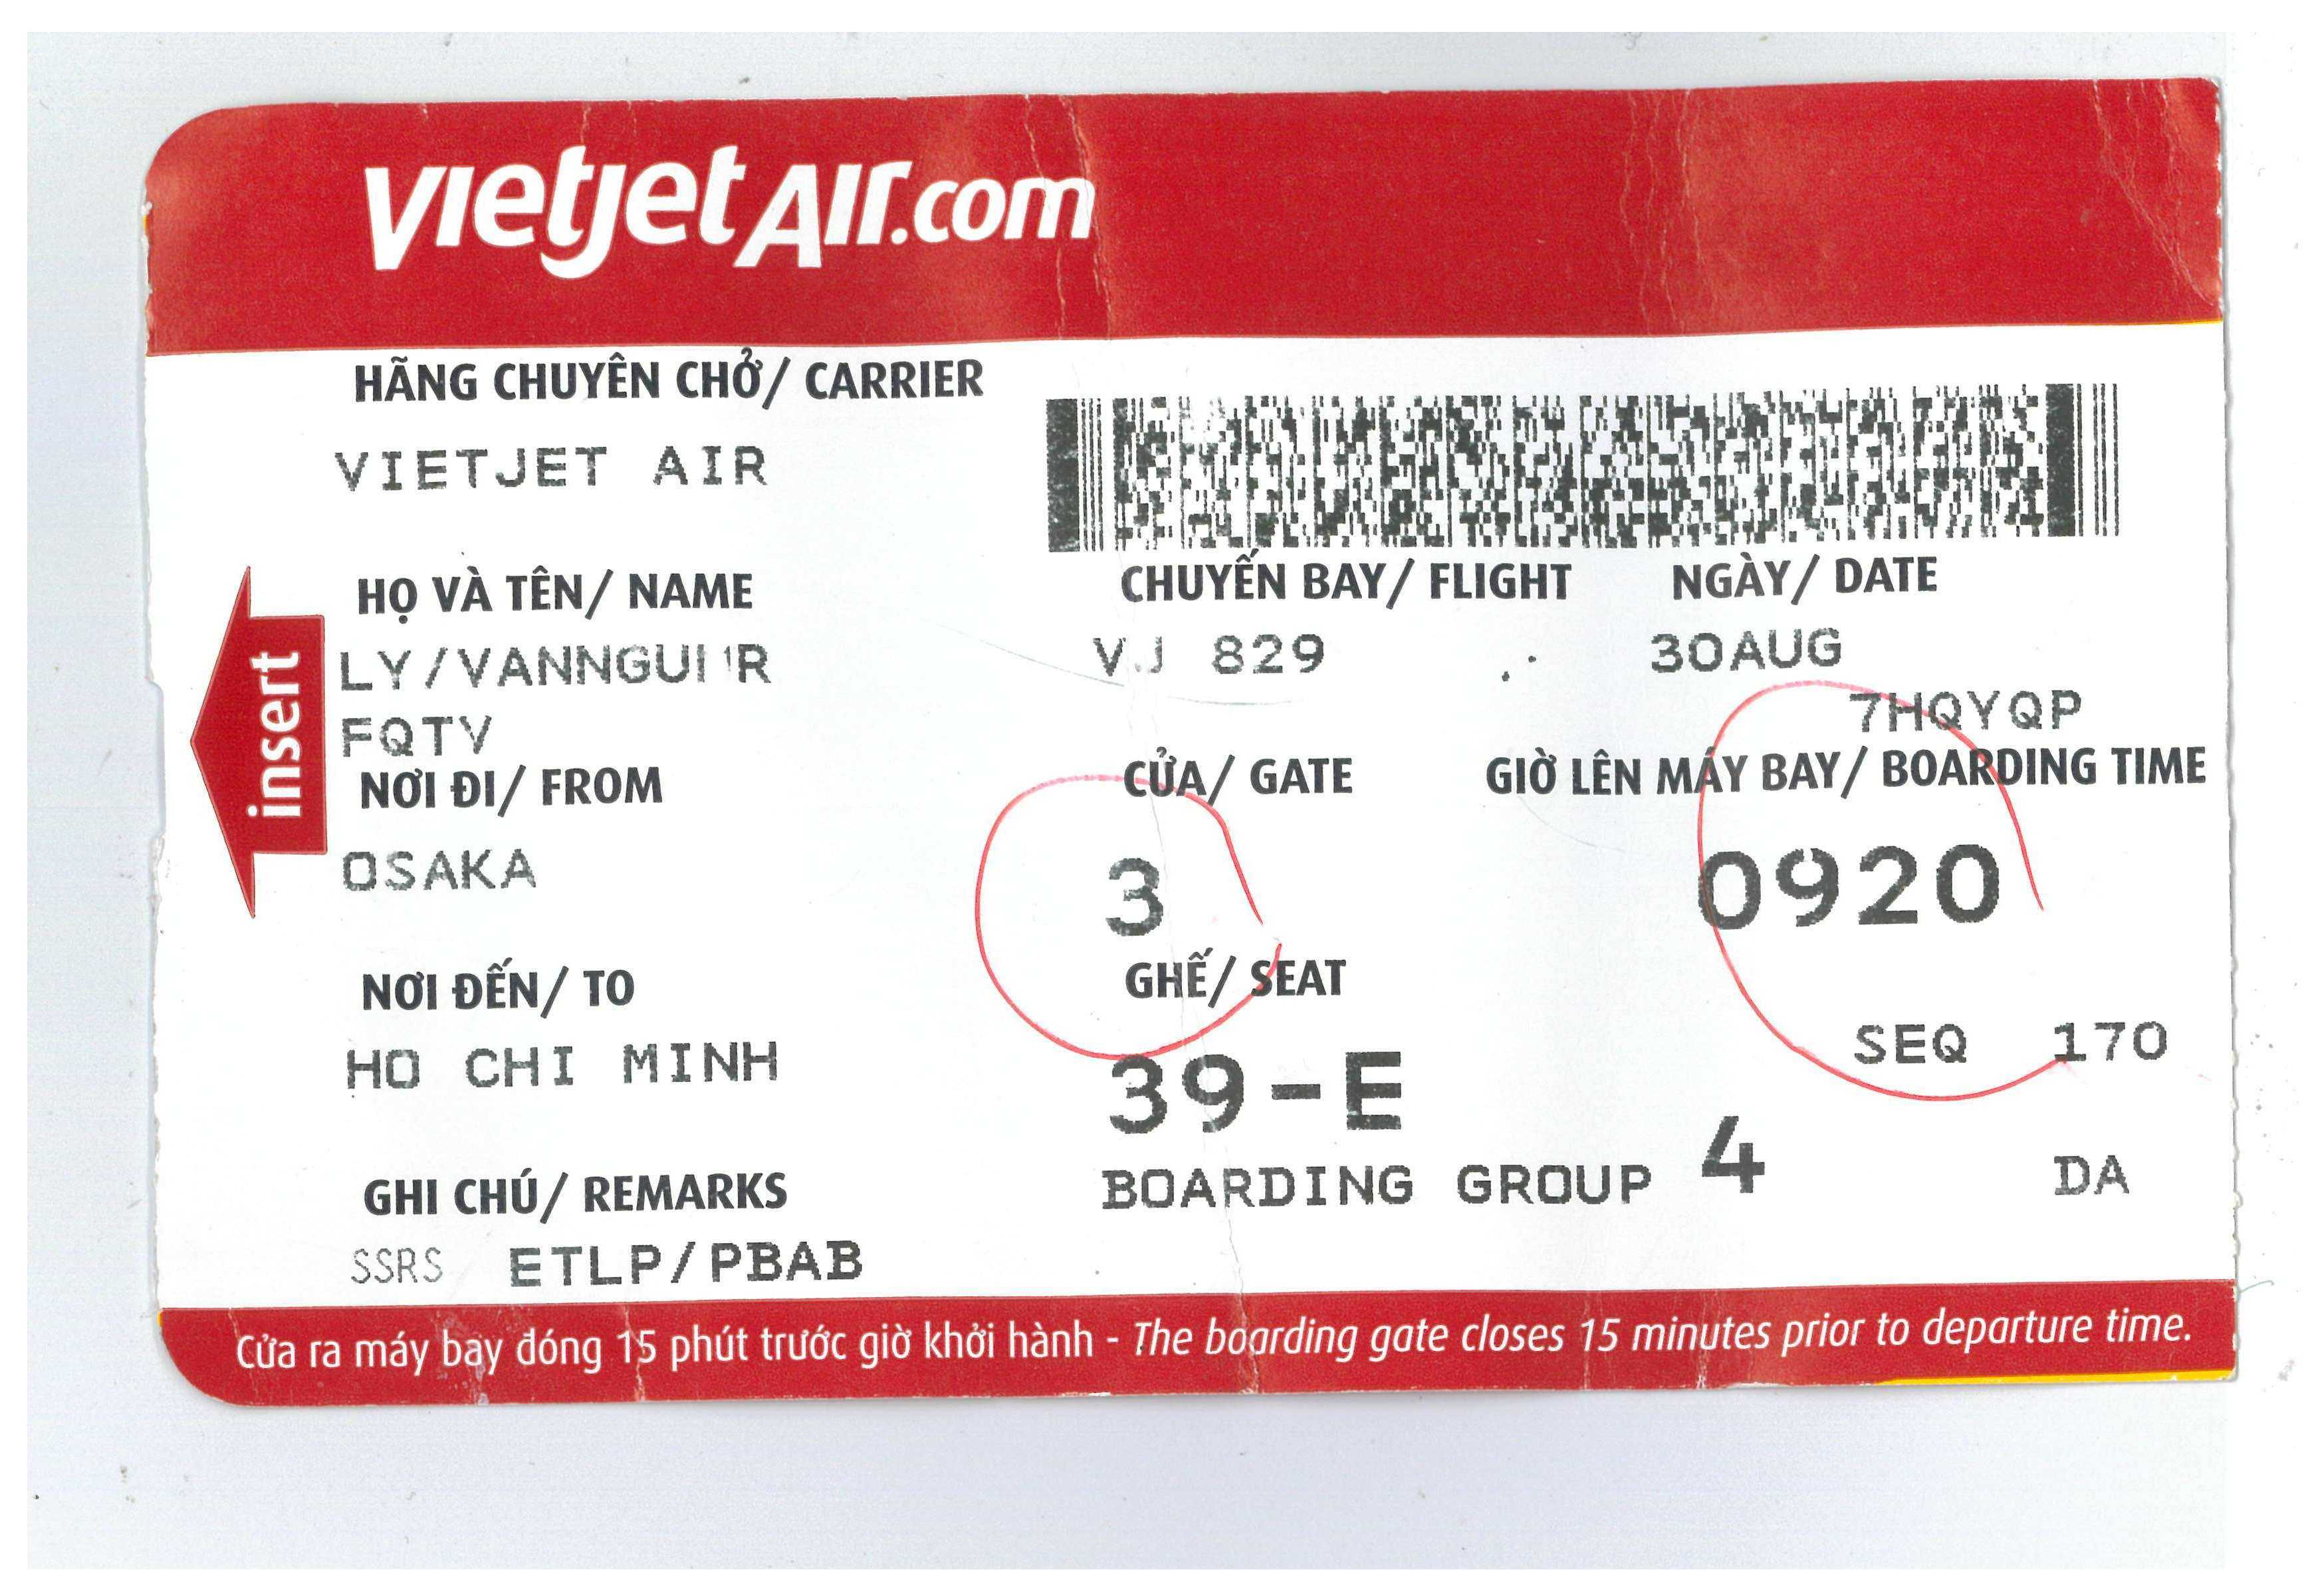 vietjetAir.com
HÃNG CHUYÊN CHỞ/ CARRIER
VIETJET AIR
HỌ VÀ TÊN/ NAME
CHUYẾN BAY/ FLIGHT
NGÀY/ DATE
VJ 829
30AUG
FQTV
7HQYQP
NƠI ĐI/ FROM
CỬA/ GATE
GIỜ LÊN MÁY BAY/ BOARDING TIME
OSAKA
3
0920
NƠI ĐẾN/ TO
GHẾ/ SEAT
HO CHI MINH
39-E
SEQ 170
GHI CHÚ/ REMARKS
BOARDING GROUP 4
DA
SSRS ETLP/PBAB
insert
Cửa ra máy bay đóng 15 phút trước giờ khởi hành - The boarding gate closes 15 minutes prior to departure time.